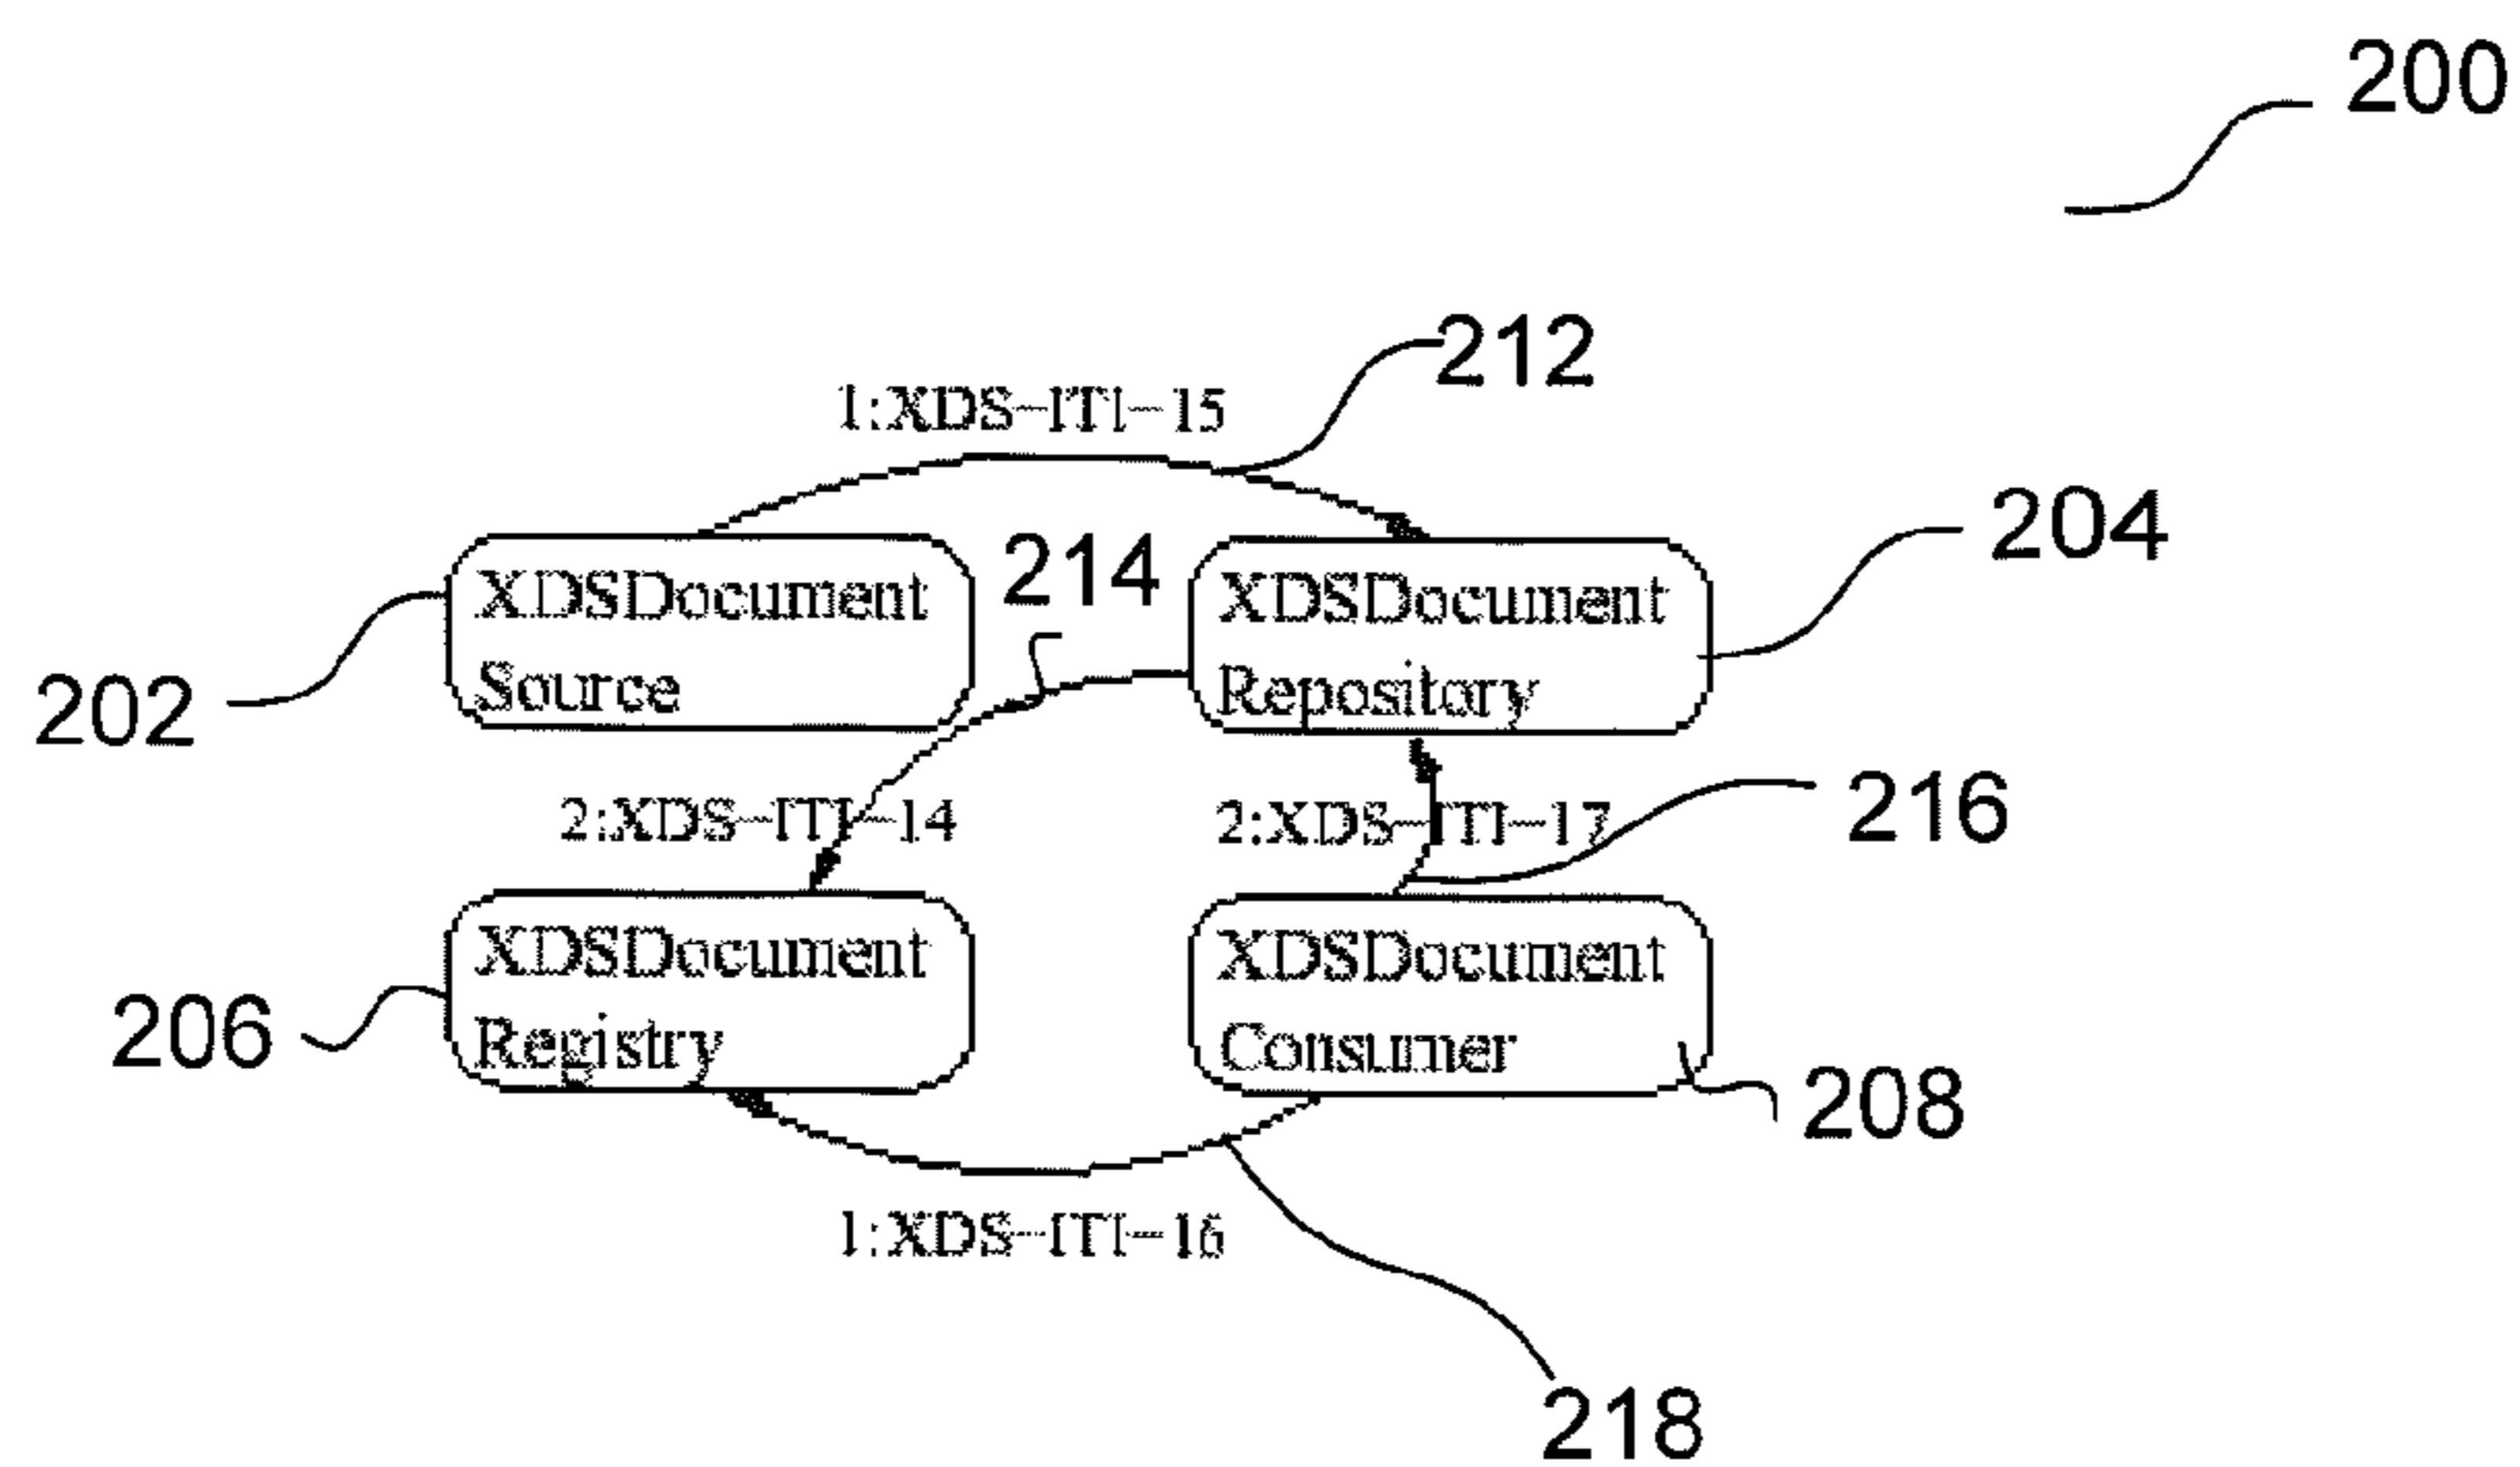 200
212
1:XDS-ITI-15
204
214
XDSDocument
Source
XDSDocument
Repository
202
216
2:XDS-ITI-14
2:XDS-ITI-17
XDSDocument
Registry
XDSDocument
Consumer
206
208
1:XDS-ITI-16
218